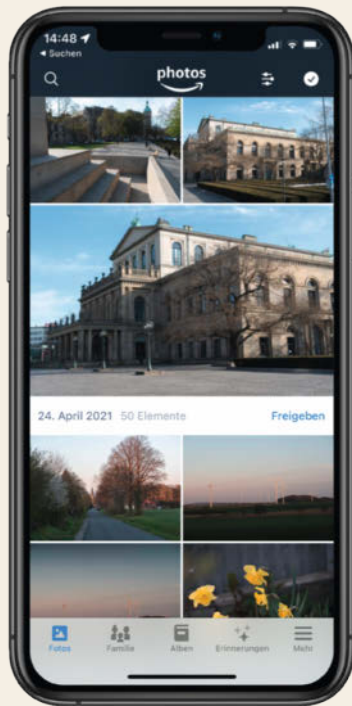 14:48
Suchen
photos
24. April 2021 50 Elemente Freigeben
Fotos Familie Alben Erinnerungen Mehr